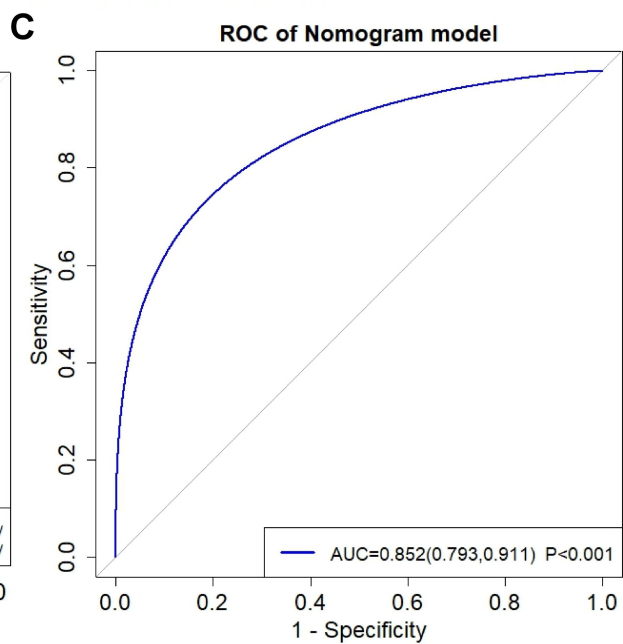 C
ROC of Nomogram model
Sensitivity
1.0
0.8
0.6
0.4
0.2
0.0
AUC=0.852(0.793,0.911) P<0.001
0.0 0.2 0.4 0.6 0.8 1.0
1 - Specificity